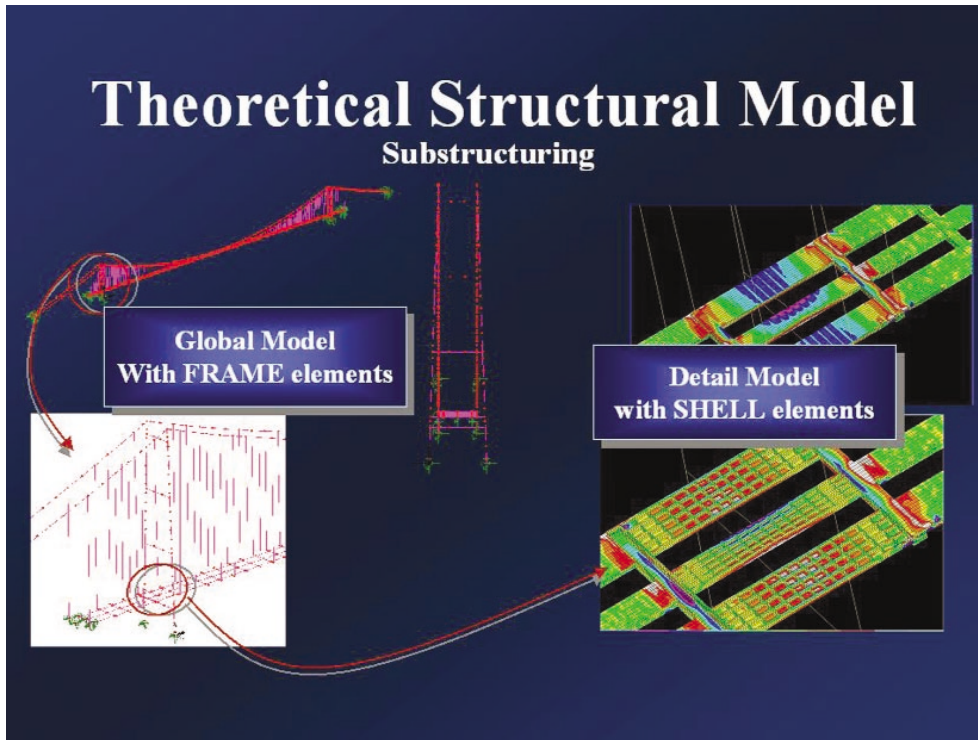 Theoretical Structural Model
Substructuring
Global Model
With FRAME elements
Detail Model
with SHELL elements